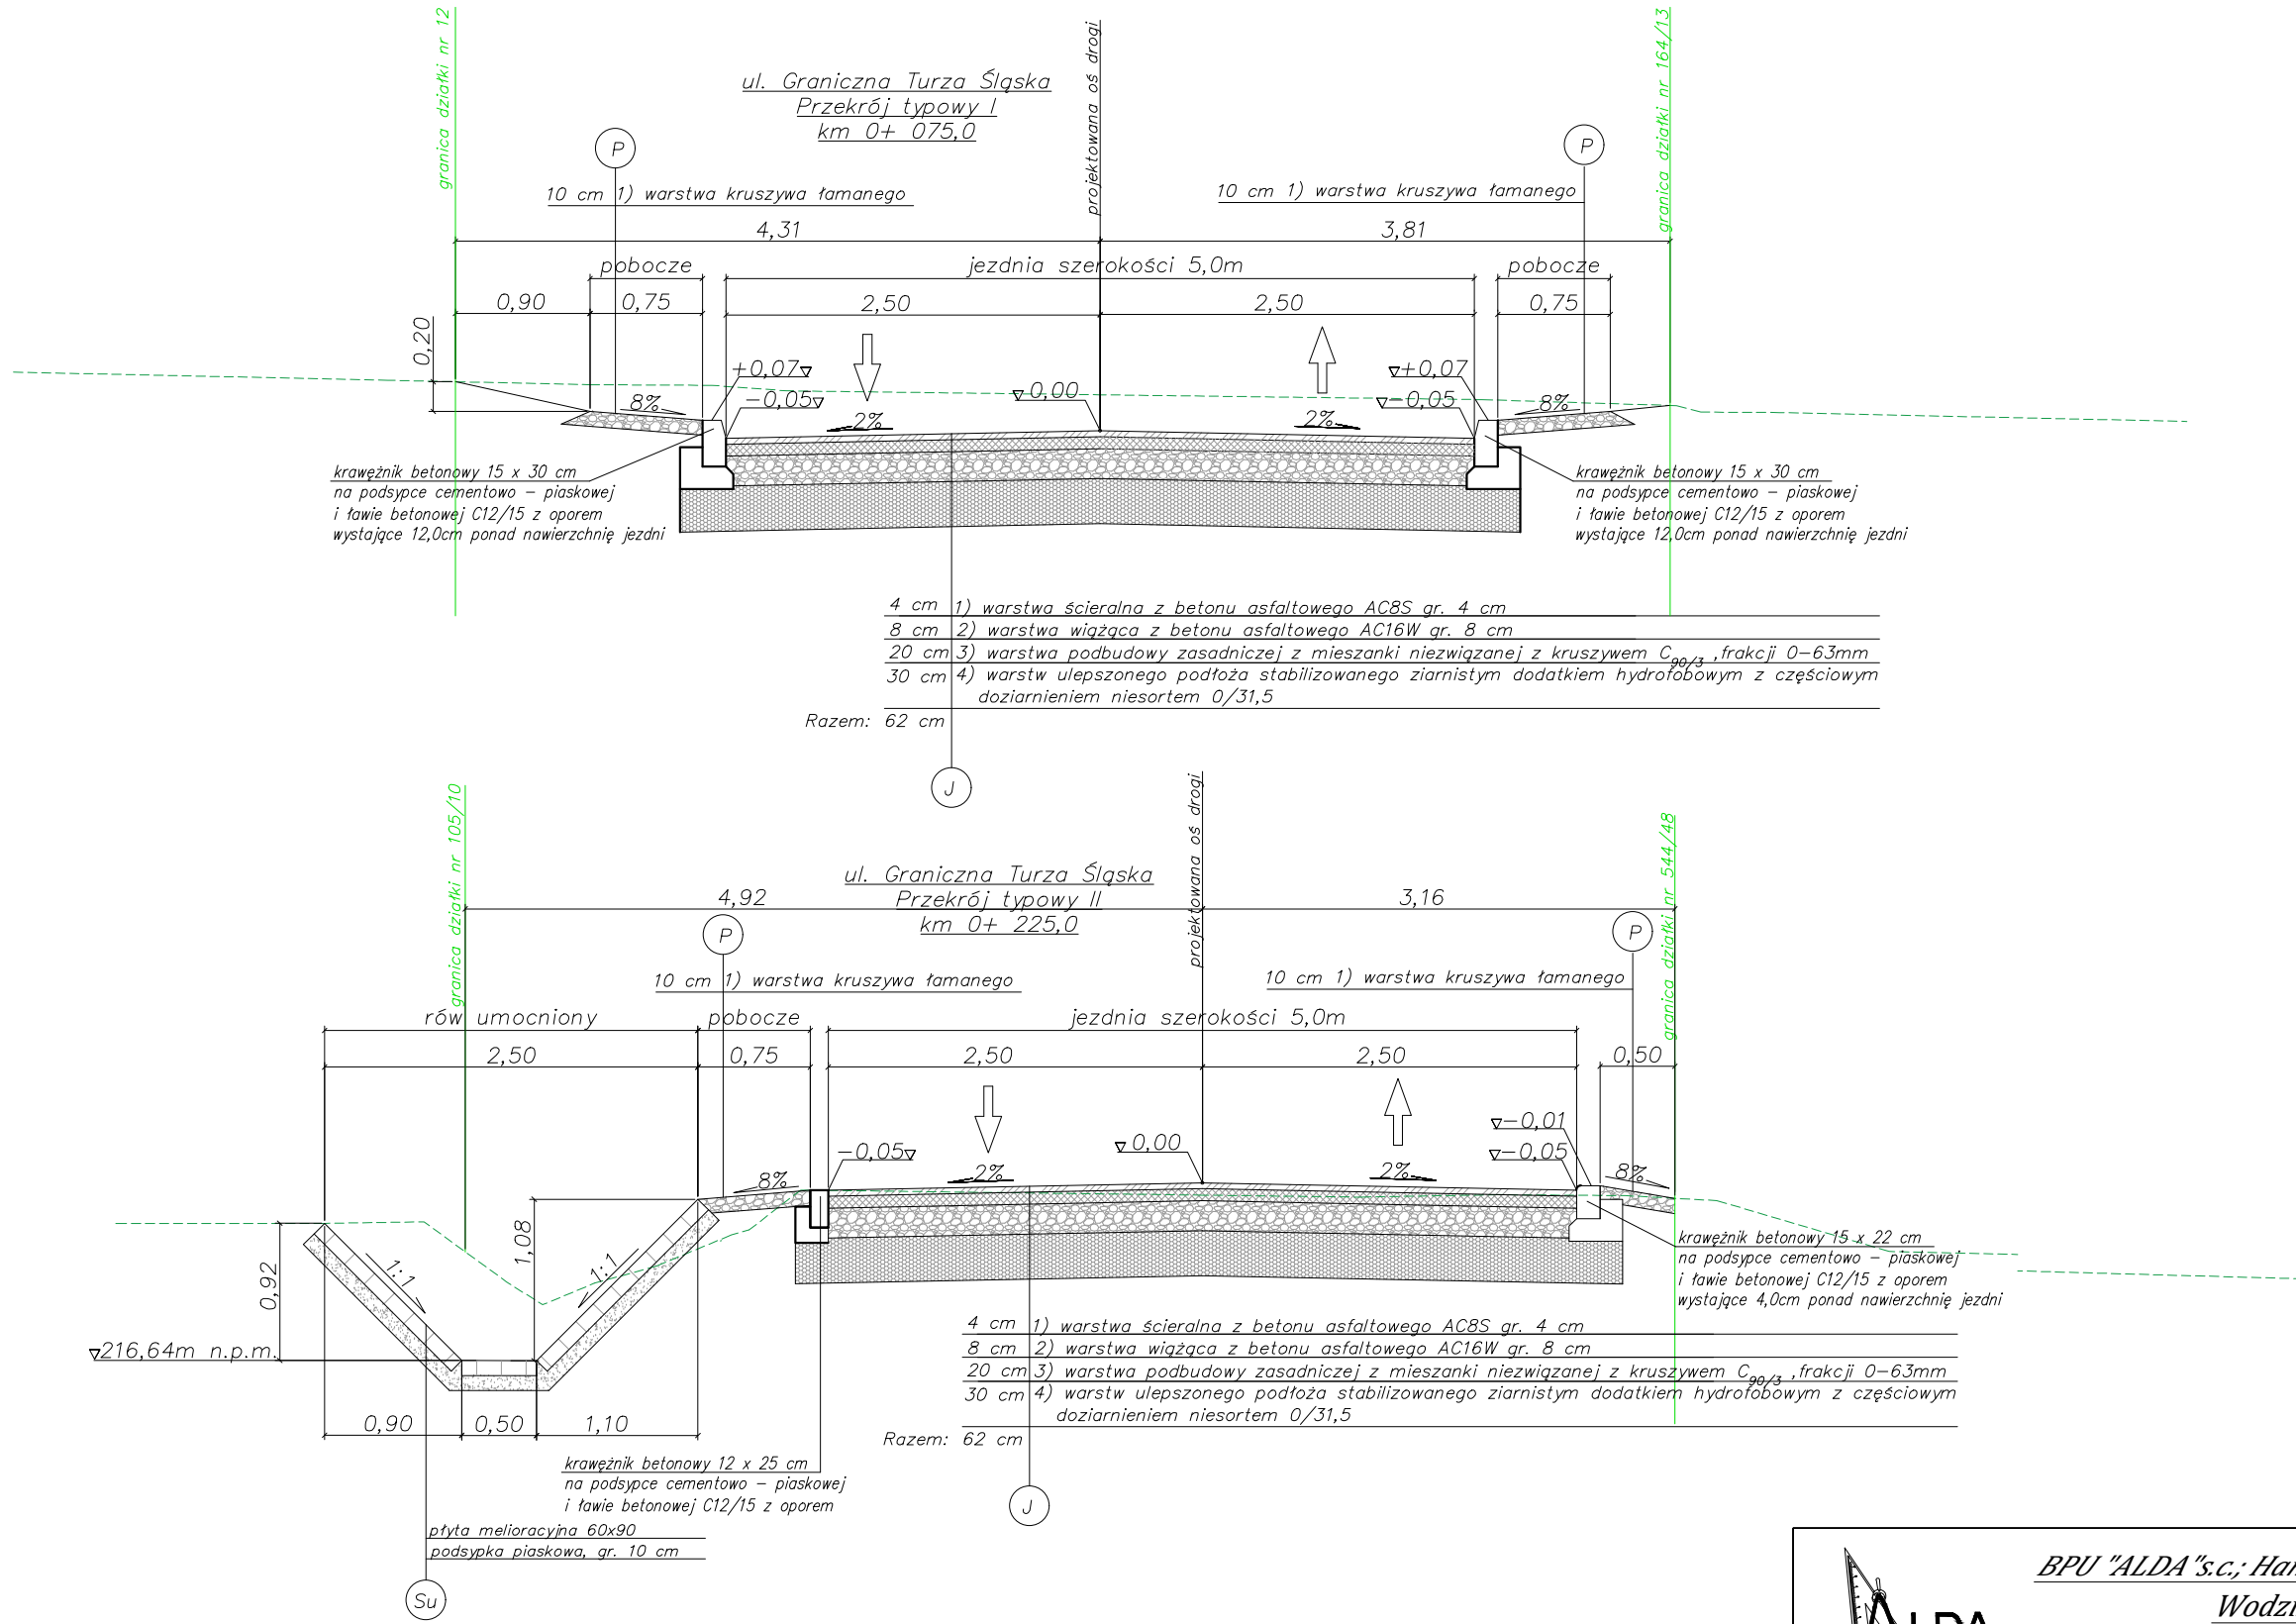 granica działki nr 12
projektowana oś drogi
granica działki nr 164/13
ul. Graniczna Turza Śląska
Przekrój typowy I
km 0+ 075,0
P
P
10 cm 1) warstwa kruszywa łamanego
10 cm 1) warstwa kruszywa łamanego
4,31
3,81
pobocze
jezdnia szerokości 5,0m
pobocze
0,90
0,75
2,50
2,50
0,75
0,20
+0,07
-0,05
0,00
+0,07
-0,05
8%
2%
2%
8%
krawężnik betonowy 15 x 30 cm
na podsypce cementowo - piaskowej
i ławie betonowej C12/15 z oporem
wystające 12,0cm ponad nawierzchnię jezdni
krawężnik betonowy 15 x 30 cm
na podsypce cementowo - piaskowej
i ławie betonowej C12/15 z oporem
wystające 12,0cm ponad nawierzchnię jezdni
4 cm 1) warstwa ścieralna z betonu asfaltowego AC8S gr. 4 cm
8 cm 2) warstwa wiążąca z betonu asfaltowego AC16W gr. 8 cm
20 cm 3) warstwa podbudowy zasadniczej z mieszanki niezwiązanej z kruszywem C90/3 ,frakcji 0-63mm
30 cm 4) warstw ulepszonego podłoża stabilizowanego ziarnistym dodatkiem hydrofobowym z częściowym
doziarnieniem niesortem 0/31,5
Razem: 62 cm
J
granica działki nr 105/10
projektowana oś drogi
granica działki nr 544/48
ul. Graniczna Turza Śląska
Przekrój typowy II
km 0+ 225,0
4,92
3,16
P
P
10 cm 1) warstwa kruszywa łamanego
10 cm 1) warstwa kruszywa łamanego
rów umocniony
pobocze
jezdnia szerokości 5,0m
2,50
0,75
2,50
2,50
0,50
-0,05
0,00
-0,01
-0,05
8%
2%
2%
8%
0,92
1:1
1,08
1:1
216,64m n.p.m.
0,90
0,50
1,10
krawężnik betonowy 15 x 22 cm
na podsypce cementowo - piaskowej
i ławie betonowej C12/15 z oporem
wystające 4,0cm ponad nawierzchnię jezdni
4 cm 1) warstwa ścieralna z betonu asfaltowego AC8S gr. 4 cm
8 cm 2) warstwa wiążąca z betonu asfaltowego AC16W gr. 8 cm
20 cm 3) warstwa podbudowy zasadniczej z mieszanki niezwiązanej z kruszywem C90/3 ,frakcji 0-63mm
30 cm 4) warstw ulepszonego podłoża stabilizowanego ziarnistym dodatkiem hydrofobowym z częściowym
doziarnieniem niesortem 0/31,5
Razem: 62 cm
J
krawężnik betonowy 12 x 25 cm
na podsypce cementowo - piaskowej
i ławie betonowej C12/15 z oporem
płyta melioracyjna 60x90
podsypka piaskowa, gr. 10 cm
Su
BPU "ALDA"s.c.;